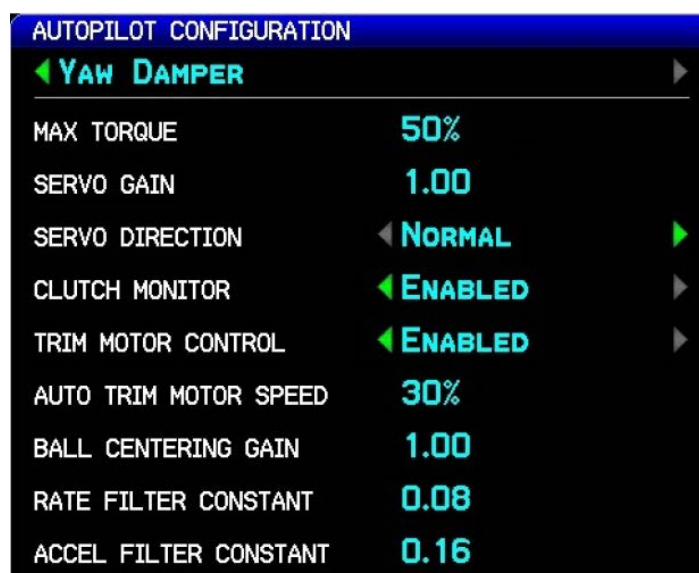 AUTOPILOT CONFIGURATION
YAW DAMPER
MAX TORQUE 50%
SERVO GAIN 1.00
SERVO DIRECTION NORMAL
CLUTCH MONITOR ENABLED
TRIM MOTOR CONTROL ENABLED
AUTO TRIM MOTOR SPEED 30%
BALL CENTERING GAIN 1.00
RATE FILTER CONSTANT 0.08
ACCEL FILTER CONSTANT 0.16